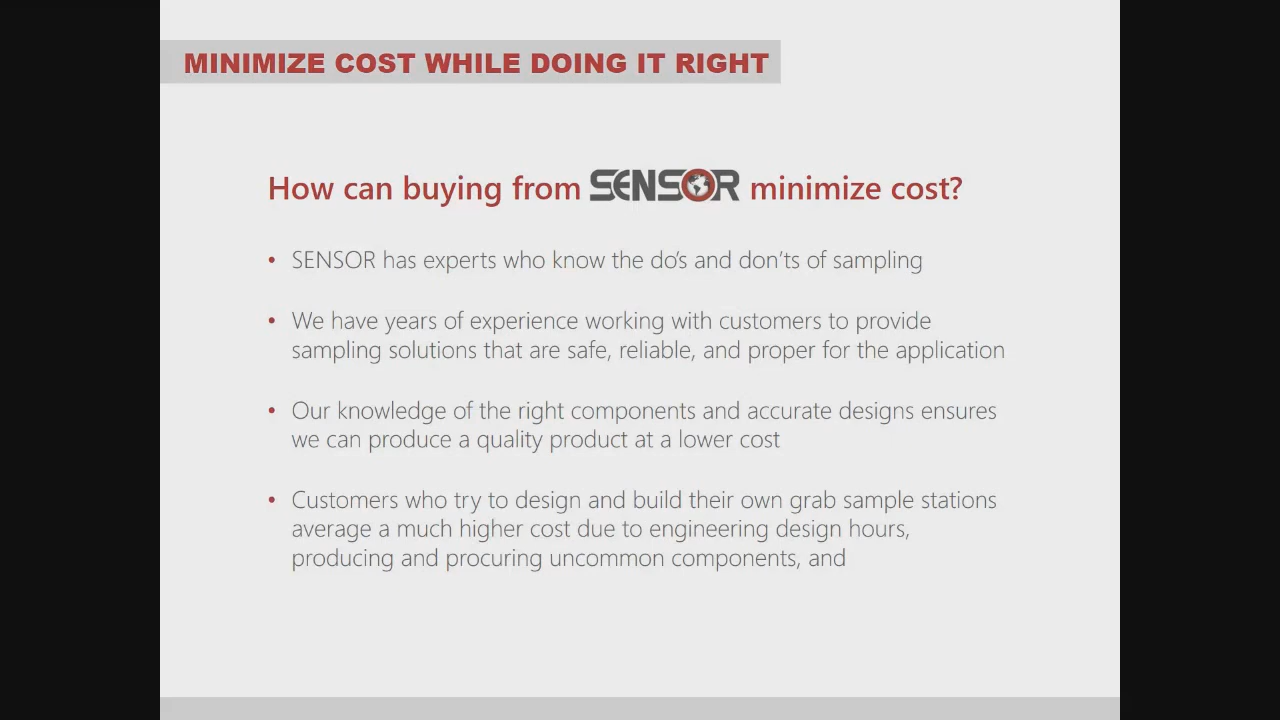 MINIMIZE COST WHILE DOING IT RIGHT
How can buying from SENSOR minimize cost?
• SENSOR has experts who know the do's and don'ts of sampling
• We have years of experience working with customers to provide
sampling solutions that are safe, reliable, and proper for the application
• Our knowledge of the right components and accurate designs ensures
we can produce a quality product at a lower cost
• Customers who try to design and build their own grab sample stations
average a much higher cost due to engineering design hours,
producing and procuring uncommon components, and